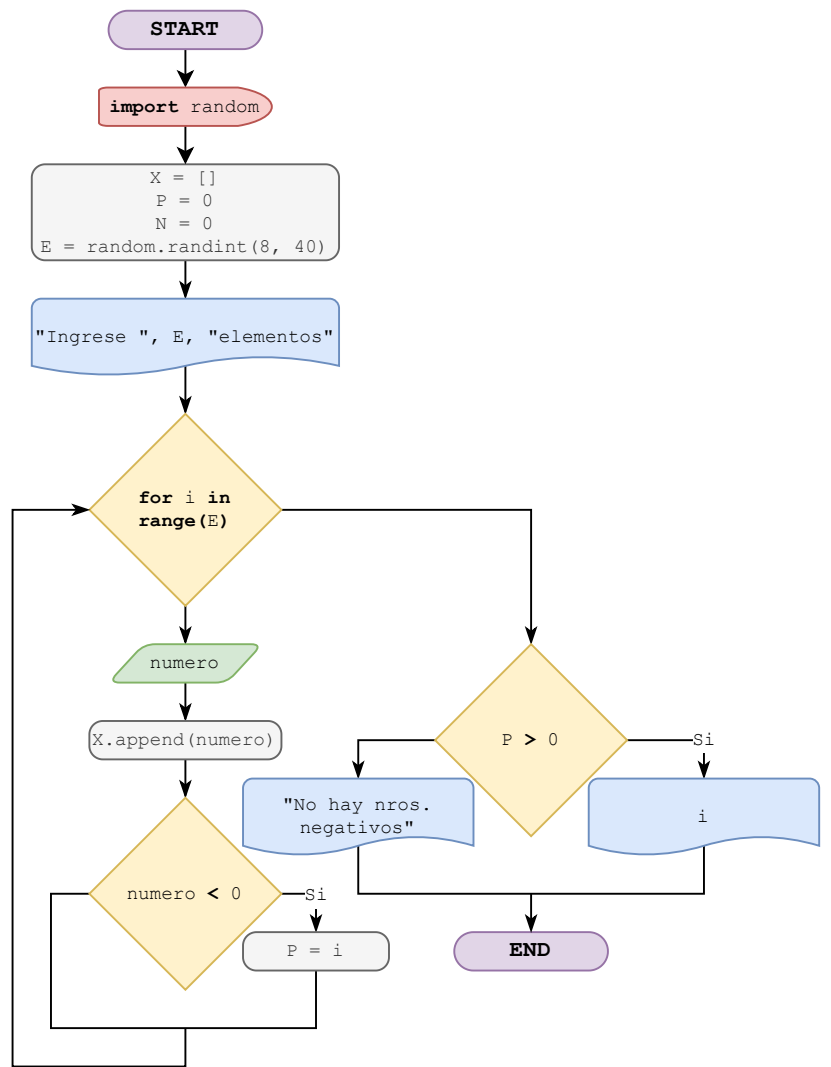 START
import random
X = []
P = 0
N = 0
E = random.randint(8, 40)
"Ingrese ", E, "elementos"
for i in
range(E)
numero
X.append(numero)
numero < 0
Si
P = i
P > 0
Si
"No hay nros.
negativos"
i
END